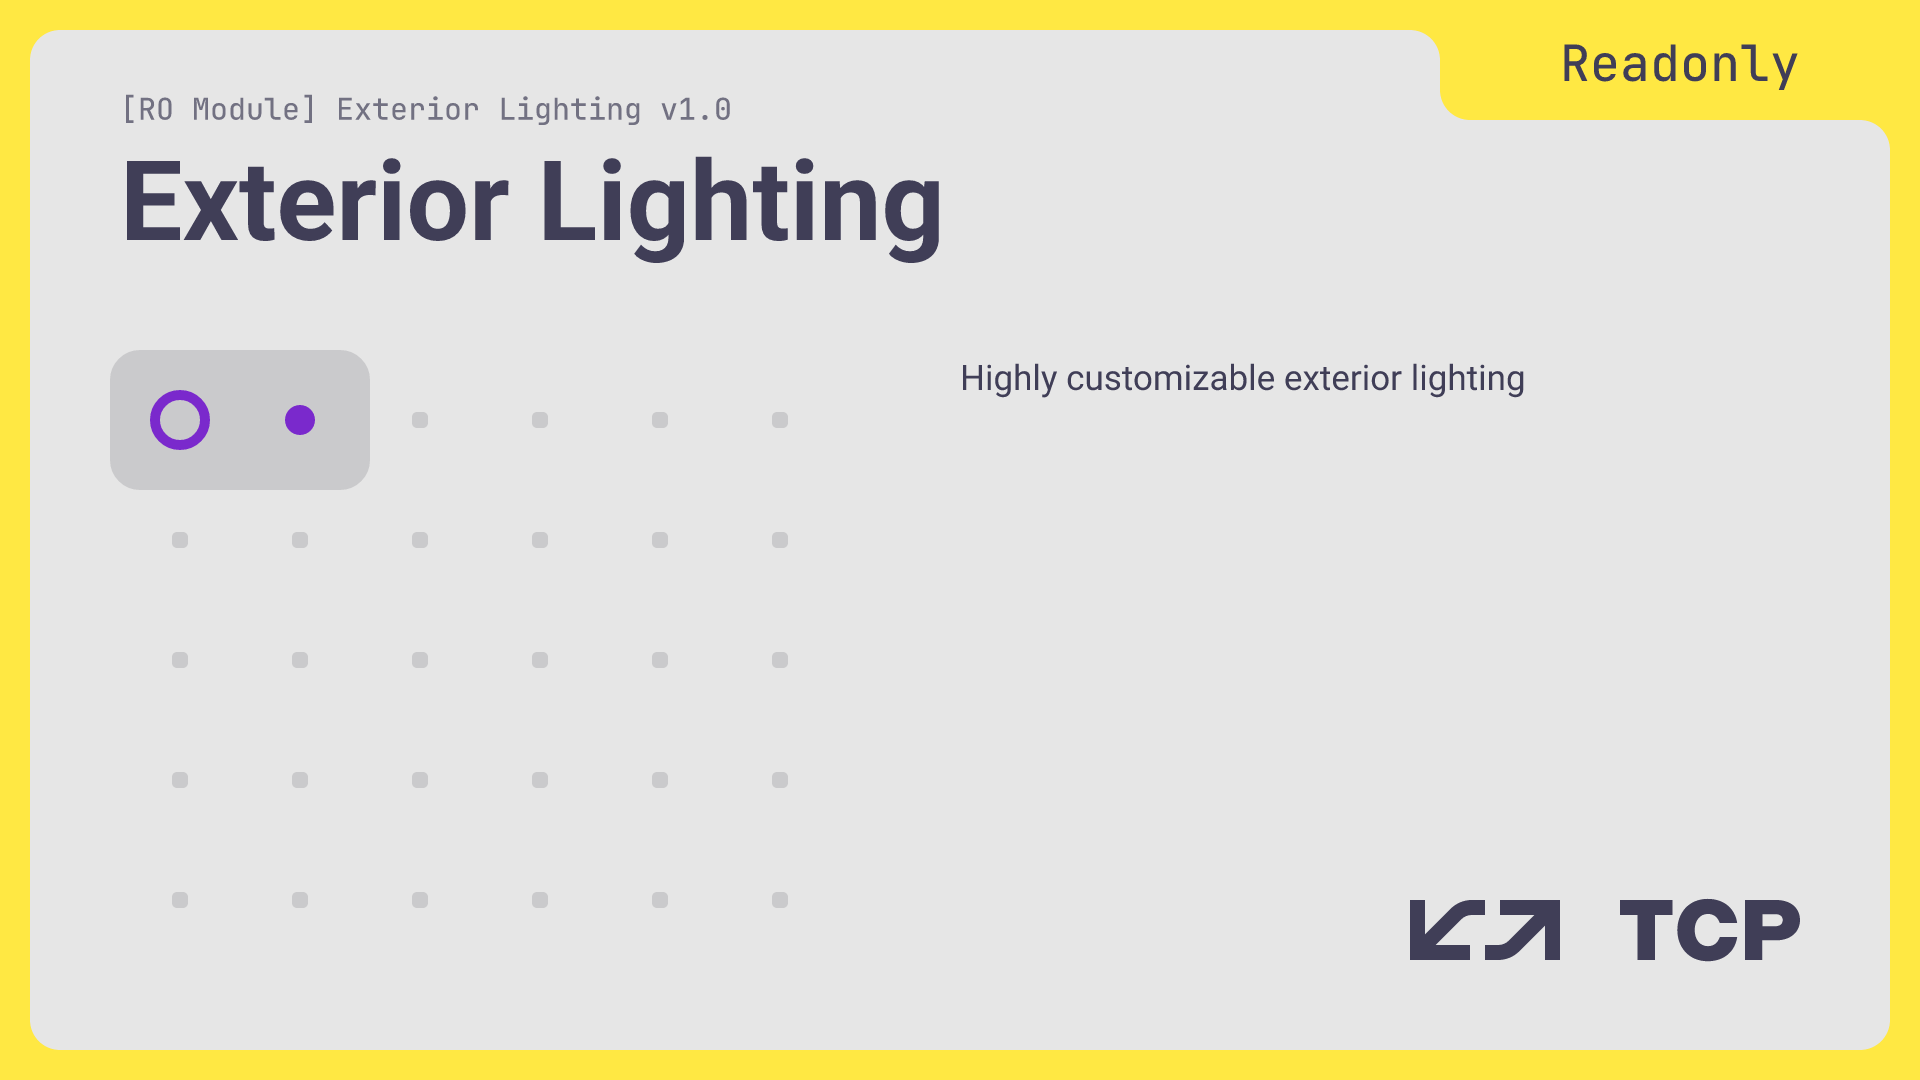 Readonly
[RO Module] Exterior Lighting v1.0
Exterior Lighting
Highly customizable exterior lighting
TCP